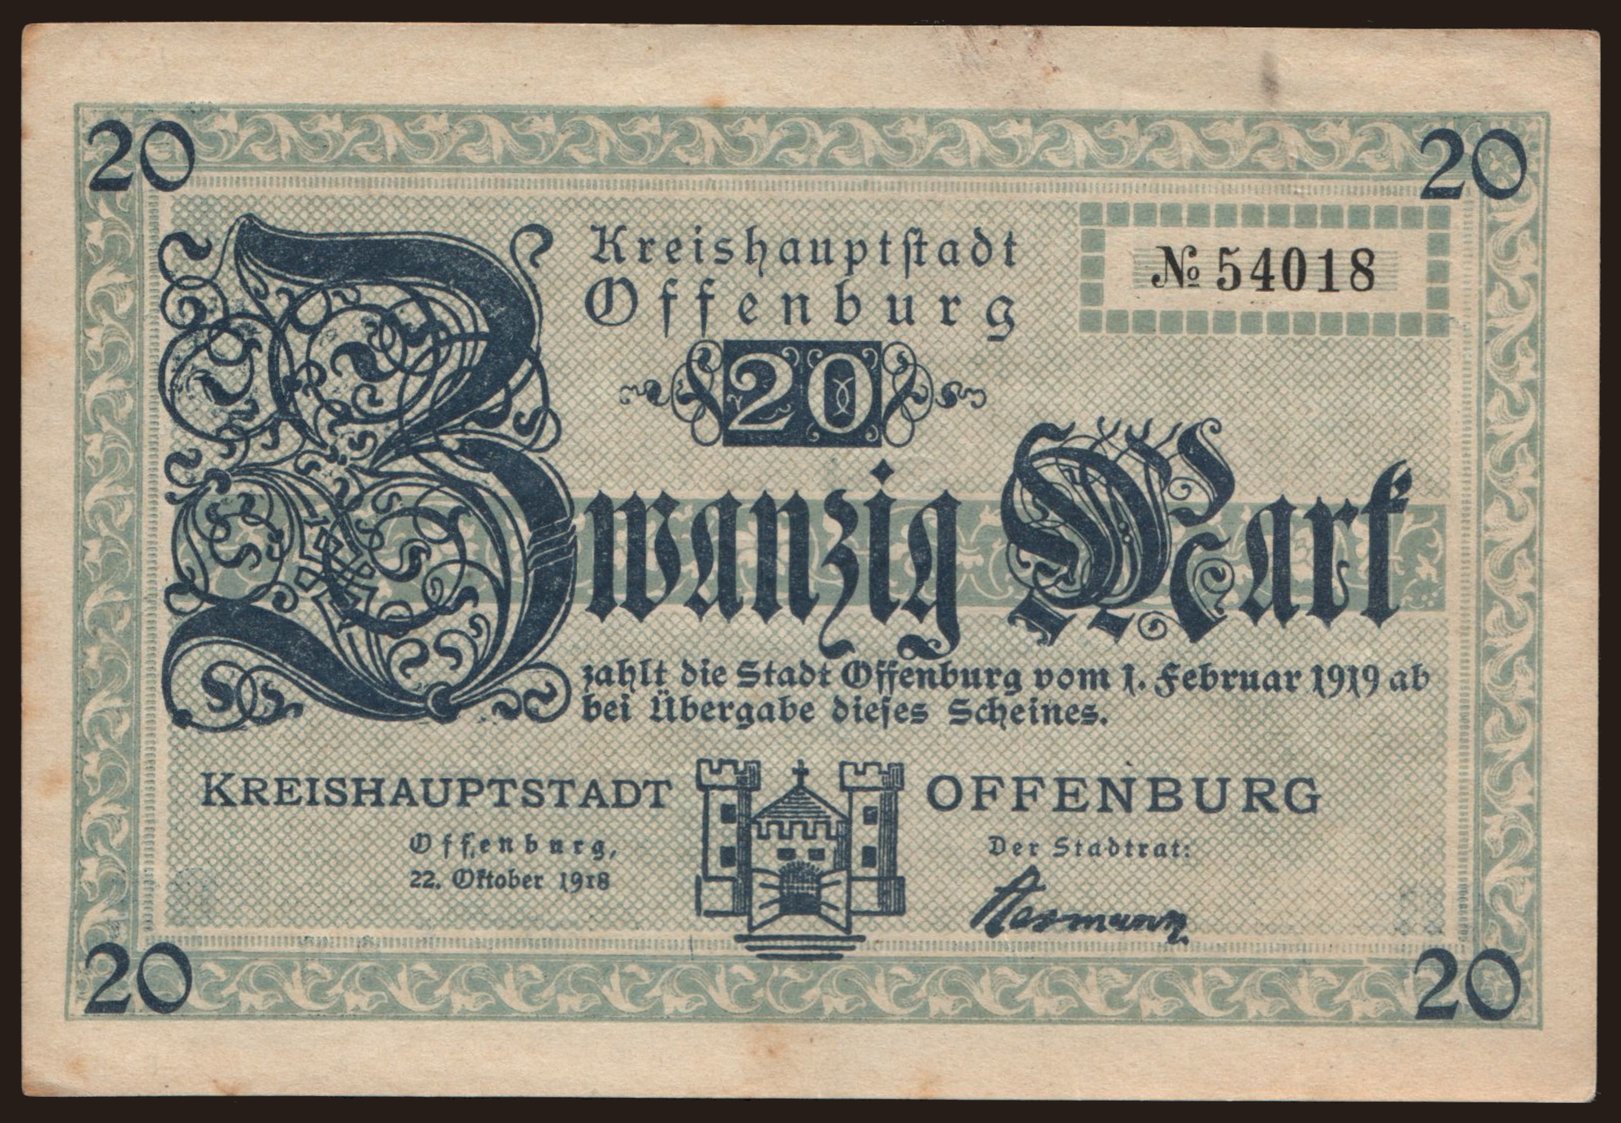 20
20
Kreishauptstadt
Offenburg
№ 54018
20
Zwanzig Mark
zahlt die Stadt Offenburg vom 1. Februar 1919 ab
bei Übergabe dieses Scheines.
KREISHAUPTSTADT OFFENBURG
Offenburg,
22. Oktober 1918
Der Stadtrat:
20
20